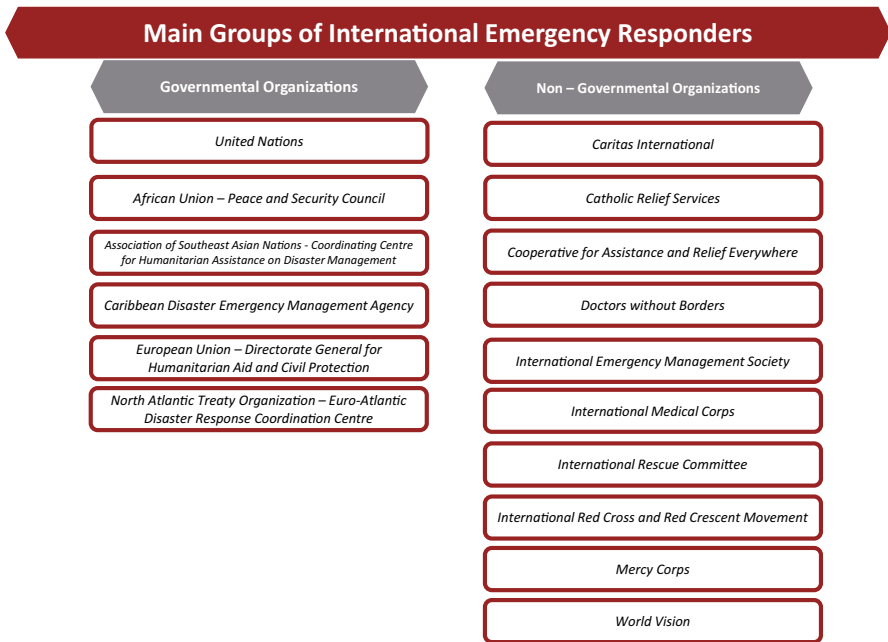 Main Groups of International Emergency Responders
Governmental Organizations
United Nations
African Union – Peace and Security Council
Association of Southeast Asian Nations - Coordinating Centre
for Humanitarian Assistance on Disaster Management
Caribbean Disaster Emergency Management Agency
European Union – Directorate General for
Humanitarian Aid and Civil Protection
North Atlantic Treaty Organization – Euro-Atlantic
Disaster Response Coordination Centre
Non – Governmental Organizations
Caritas International
Catholic Relief Services
Cooperative for Assistance and Relief Everywhere
Doctors without Borders
International Emergency Management Society
International Medical Corps
International Rescue Committee
International Red Cross and Red Crescent Movement
Mercy Corps
World Vision